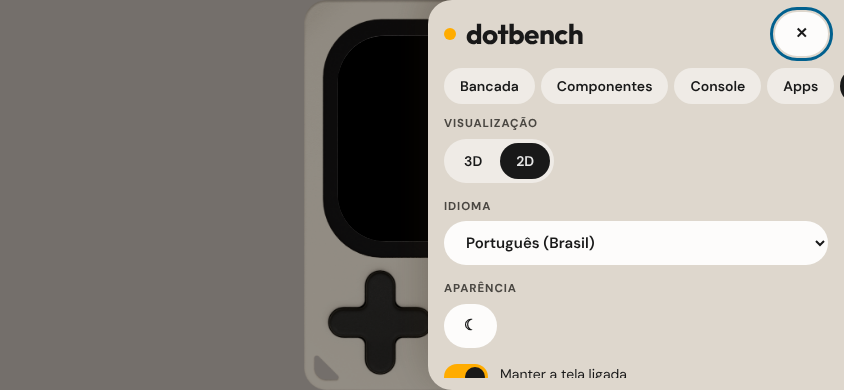 dotbench
×
Bancada Componentes Console Apps
VISUALIZAÇÃO
3D 2D
IDIOMA
Português (Brasil)
APARÊNCIA
Manter a tela ligada